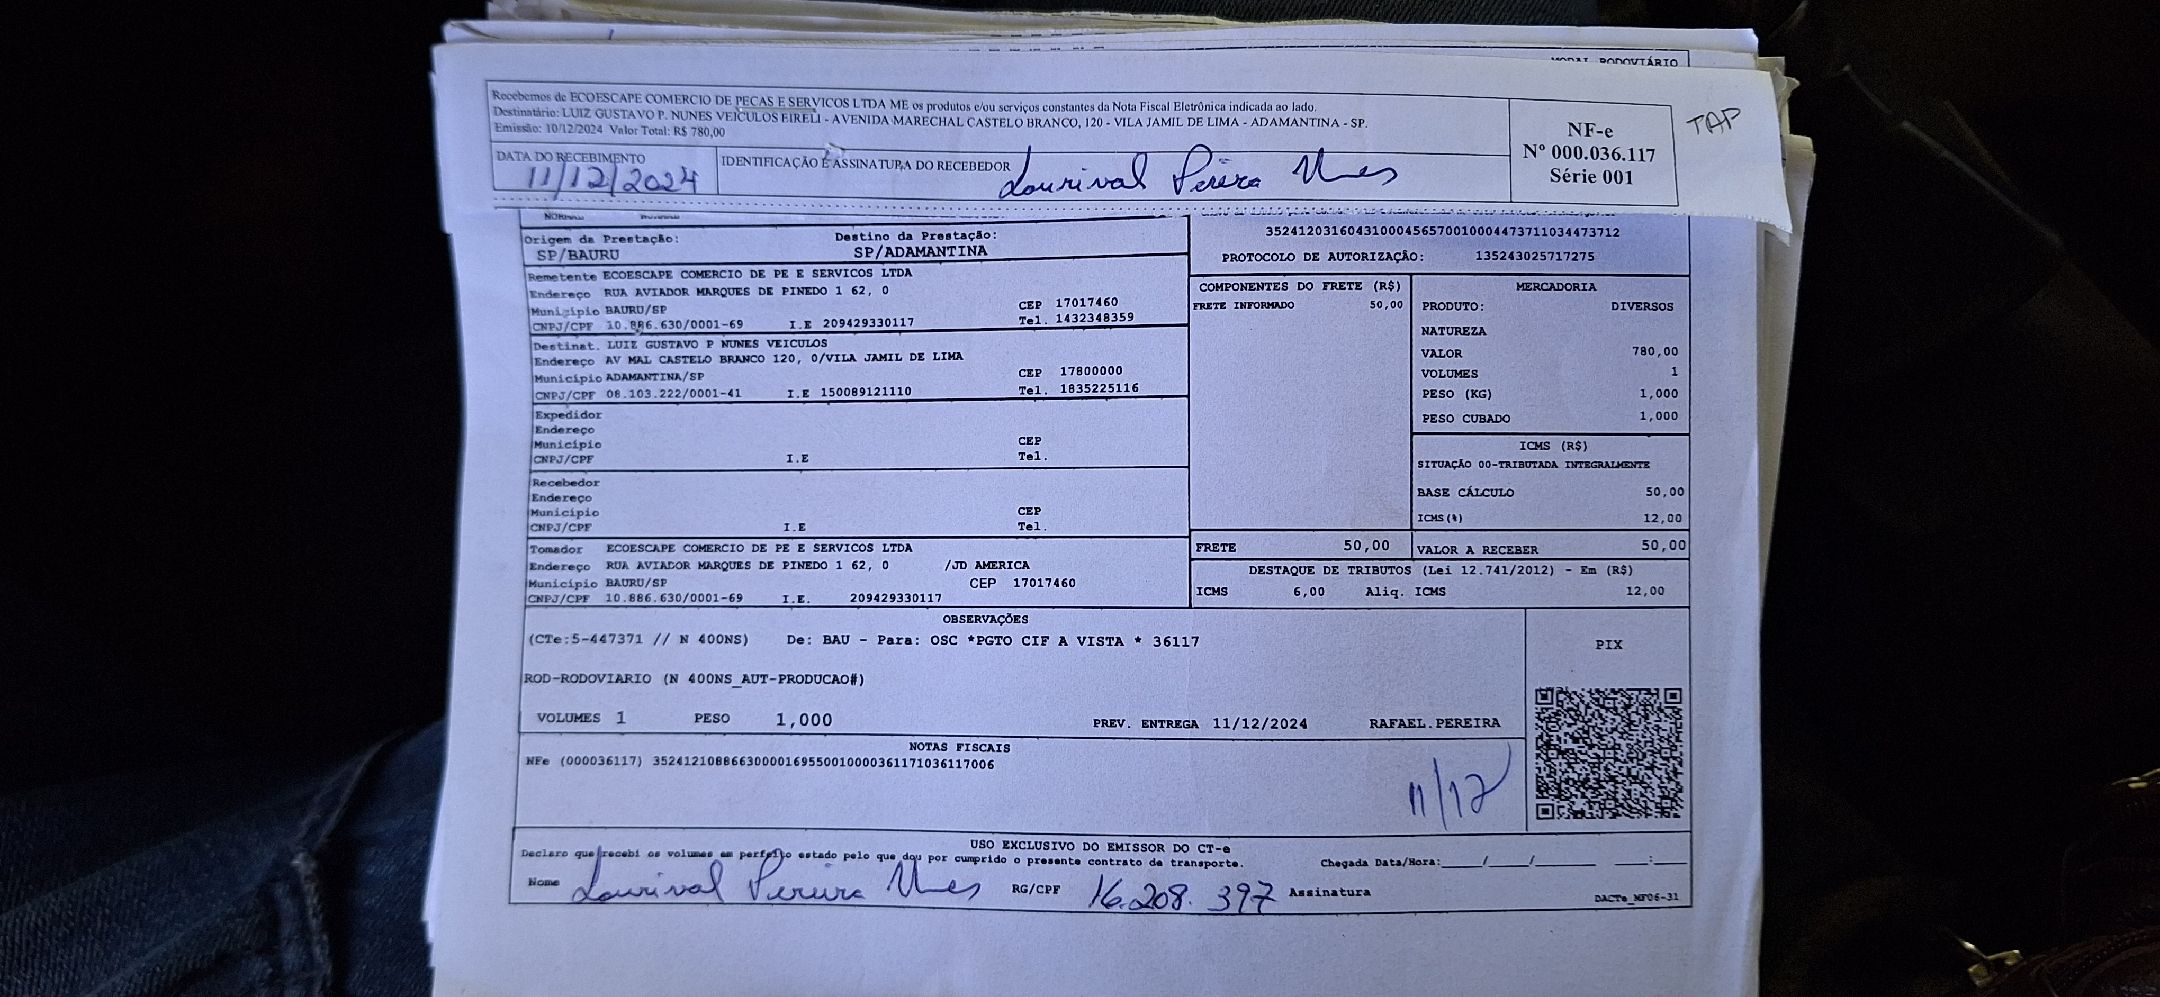 MODAL RODOVIÁRIO
Recebemos de ECOESCAPE COMERCIO DE PECAS E SERVICOS LTDA ME os produtos e/ou serviços constantes da Nota Fiscal Eletrônica indicada ao lado.
Destinatário: LUIZ GUSTAVO P. NUNES VEICULOS EIRELI - AVENIDA MARECHAL CASTELO BRANCO, 120 - VILA JAMIL DE LIMA - ADAMANTINA - SP.
Emissão: 10/12/2024 Valor Total: R$ 780,00
DATA DO RECEBIMENTO
11/12/2024
IDENTIFICAÇÃO E ASSINATURA DO RECEBEDOR
Lourival Pereira Nunes
NF-e
Nº 000.036.117
Série 001
TAP
NORMAL
Origem da Prestação:
SP/BAURU
Destino da Prestação:
SP/ADAMANTINA
35241203160431000456570010004473711034473712
PROTOCOLO DE AUTORIZAÇÃO: 135243025717275
Remetente ECOESCAPE COMERCIO DE PE E SERVICOS LTDA
Endereço RUA AVIADOR MARQUES DE PINEDO 1 62, 0
Município BAURU/SP CEP 17017460
CNPJ/CPF 10.886.630/0001-69 I.E 209429330117 Tel. 1432348359
Destinat. LUIZ GUSTAVO P NUNES VEICULOS
Endereço AV MAL CASTELO BRANCO 120, 0/VILA JAMIL DE LIMA
Município ADAMANTINA/SP CEP 17800000
CNPJ/CPF 08.103.222/0001-41 I.E 150089121110 Tel. 1835225116
Expedidor
Endereço
Município CEP
CNPJ/CPF I.E Tel.
Recebedor
Endereço
Município CEP
CNPJ/CPF I.E Tel.
Tomador ECOESCAPE COMERCIO DE PE E SERVICOS LTDA
Endereço RUA AVIADOR MARQUES DE PINEDO 1 62, 0 /JD AMERICA
Município BAURU/SP CEP 17017460
CNPJ/CPF 10.886.630/0001-69 I.E. 209429330117
COMPONENTES DO FRETE (R$)
FRETE INFORMADO 50,00
MERCADORIA
PRODUTO: DIVERSOS
NATUREZA
VALOR 780,00
VOLUMES 1
PESO (KG) 1,000
PESO CUBADO 1,000
ICMS (R$)
SITUAÇÃO 00-TRIBUTADA INTEGRALMENTE
BASE CÁLCULO 50,00
ICMS(%) 12,00
FRETE 50,00
VALOR A RECEBER 50,00
DESTAQUE DE TRIBUTOS (Lei 12.741/2012) - Em (R$)
ICMS 6,00 Aliq. ICMS 12,00
OBSERVAÇÕES
(CTe:5-447371 // N 400NS) De: BAU - Para: OSC *PGTO CIF A VISTA * 36117
ROD-RODOVIARIO (N 400NS_AUT-PRODUCAO#)
VOLUMES 1 PESO 1,000 PREV. ENTREGA 11/12/2024 RAFAEL.PEREIRA
PIX
NOTAS FISCAIS
NFe (000036117) 35241210886630000169550010000361171036117006
11/12
USO EXCLUSIVO DO EMISSOR DO CT-e
Declaro que recebi os volumes em perfeito estado pelo que dou por cumprido o presente contrato de transporte.
Chegada Data/Hora:____/____/______ ___:___
Nome Lourival Pereira Nunes RG/CPF 16.208.397 Assinatura
DACTe_MF06-31